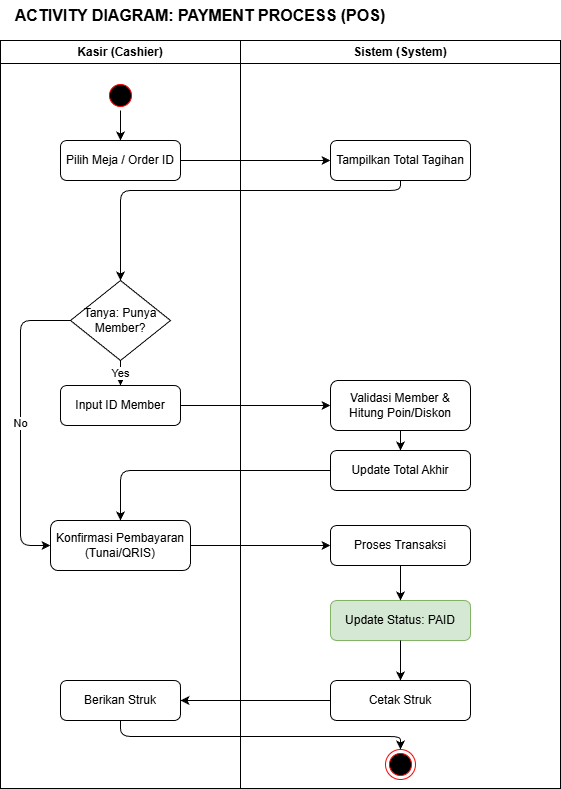 ACTIVITY DIAGRAM: PAYMENT PROCESS (POS)
Kasir (Cashier)
Sistem (System)
Pilih Meja / Order ID
Tampilkan Total Tagihan
Tanya: Punya
Member?
Yes
No
Input ID Member
Validasi Member &
Hitung Poin/Diskon
Update Total Akhir
Konfirmasi Pembayaran
(Tunai/QRIS)
Proses Transaksi
Update Status: PAID
Berikan Struk
Cetak Struk